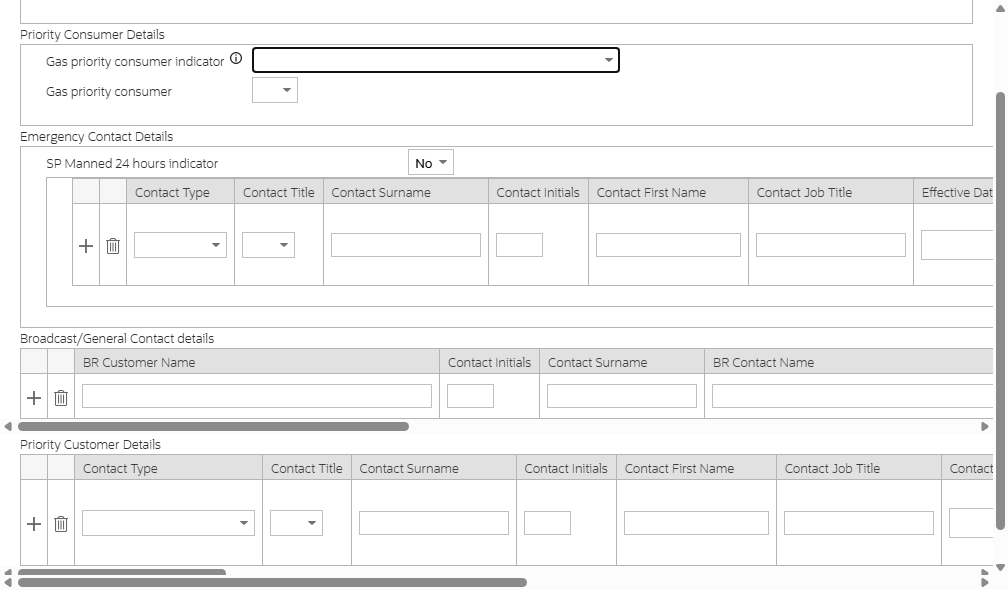 Priority Consumer Details
Gas priority consumer indicator
Gas priority consumer
Emergency Contact Details
SP Manned 24 hours indicator No
Contact Type Contact Title Contact Surname Contact Initials Contact First Name Contact Job Title Effective Dat
Broadcast/General Contact details
BR Customer Name Contact Initials Contact Surname BR Contact Name
Priority Customer Details
Contact Type Contact Title Contact Surname Contact Initials Contact First Name Contact Job Title Contact